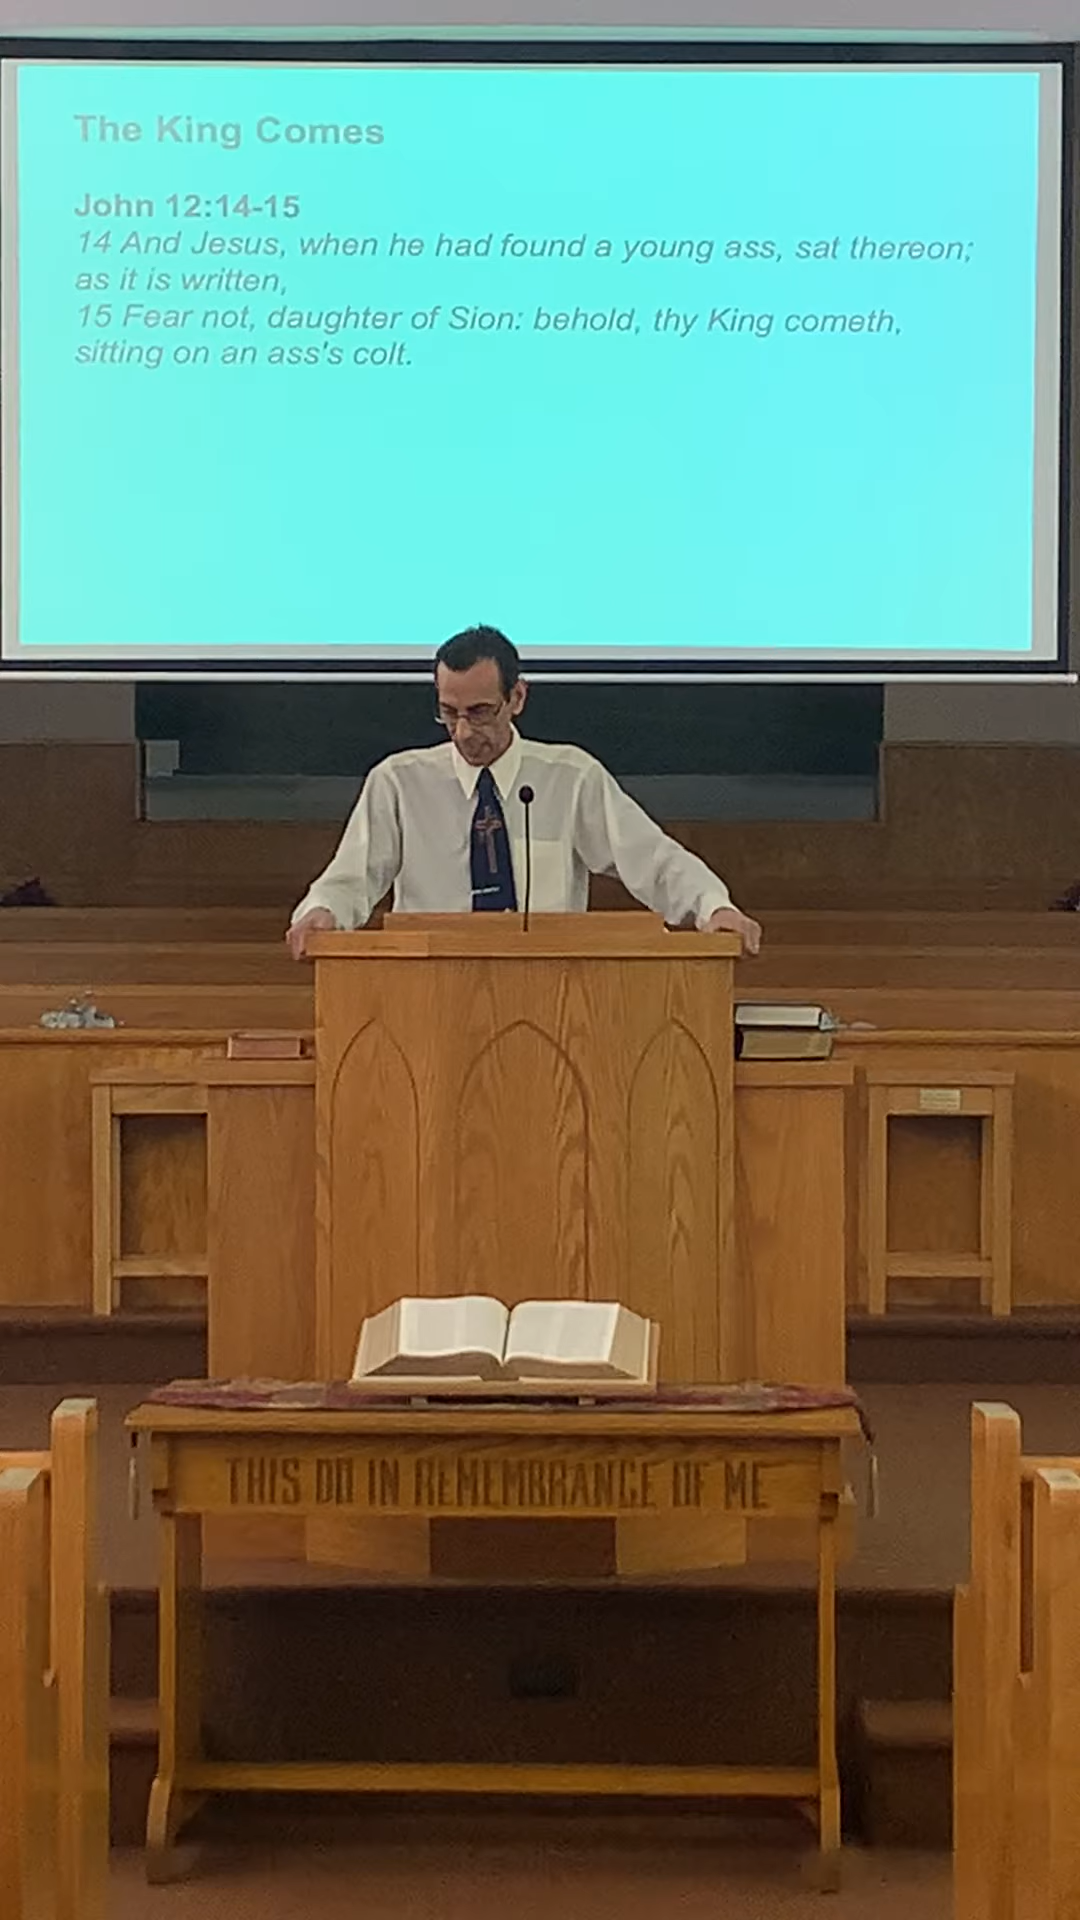 The King Comes
John 12:14-15
14 And Jesus, when he had found a young ass, sat thereon;
as it is written,
15 Fear not, daughter of Sion: behold, thy King cometh,
sitting on an ass's colt.
THIS DO IN REMEMBRANCE OF ME